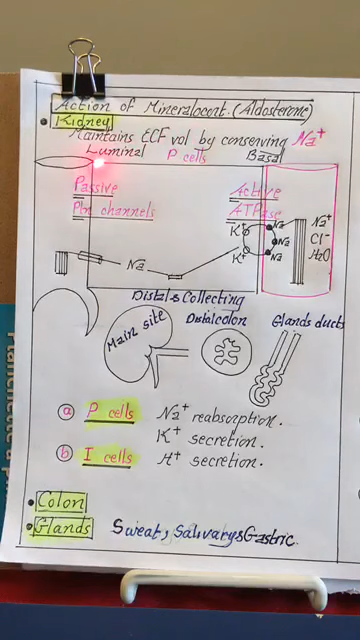 Action of Mineralocort. (Aldosterone)
Kidney
Maintains ECF vol by conserving Na+
Luminal P cells Basal
Passive Active
Ptn channels ATPase
K+ Na Na+
Na Cl-
K+ Na H2O
Na
Distal & Collecting
Main site Distal colon Glands ducts
a P cells Na+ reabsorption.
K+ secretion.
b I cells H+ secretion.
Colon
Glands Sweat, Salivary & Gastric.